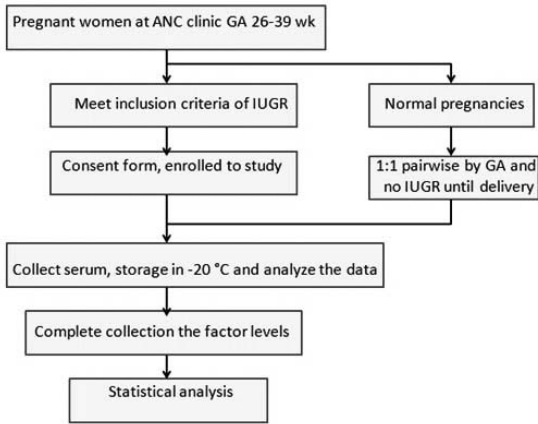 Pregnant women at ANC clinic GA 26-39 wk
Meet inclusion criteria of IUGR
Normal pregnancies
Consent form, enrolled to study
1:1 pairwise by GA and
no IUGR until delivery
Collect serum, storage in -20 °C and analyze the data
Complete collection the factor levels
Statistical analysis